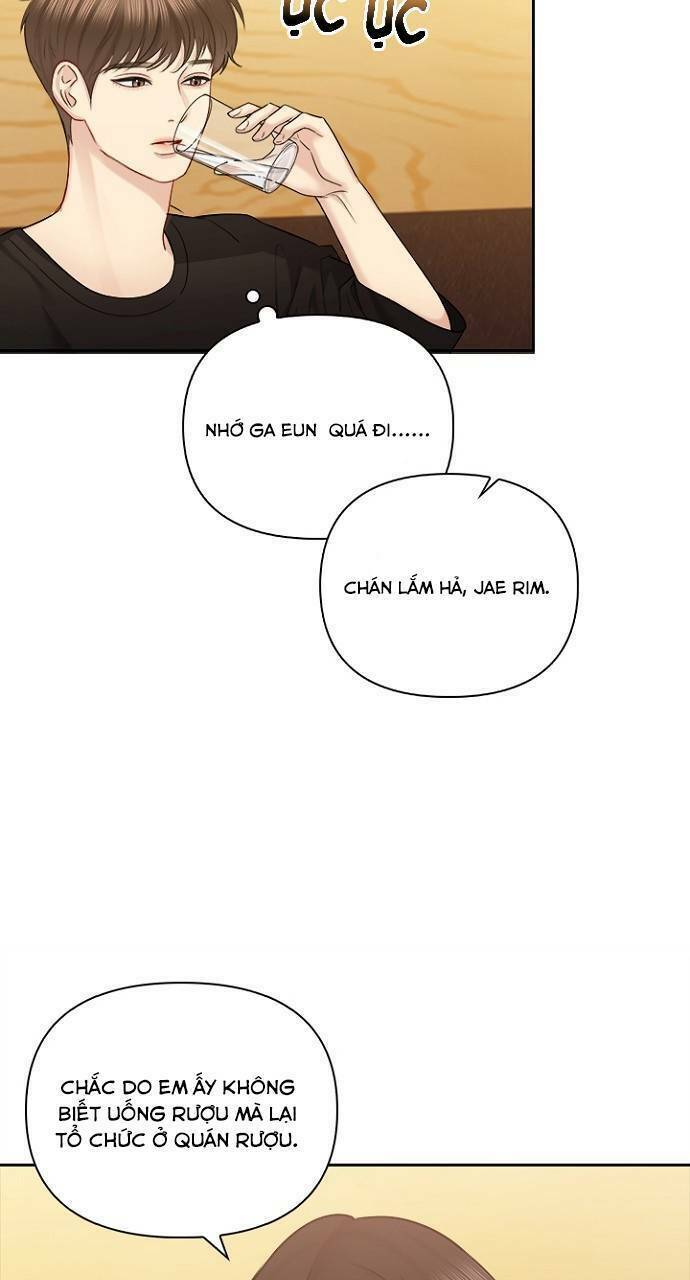 ỰC ỰC
NHỚ GA EUN QUÁ ĐI......
CHÁN LẮM HẢ, JAE RIM.
CHẮC DO EM ẤY KHÔNG
BIẾT UỐNG RƯỢU MÀ LẠI
TỔ CHỨC Ở QUÁN RƯỢU.